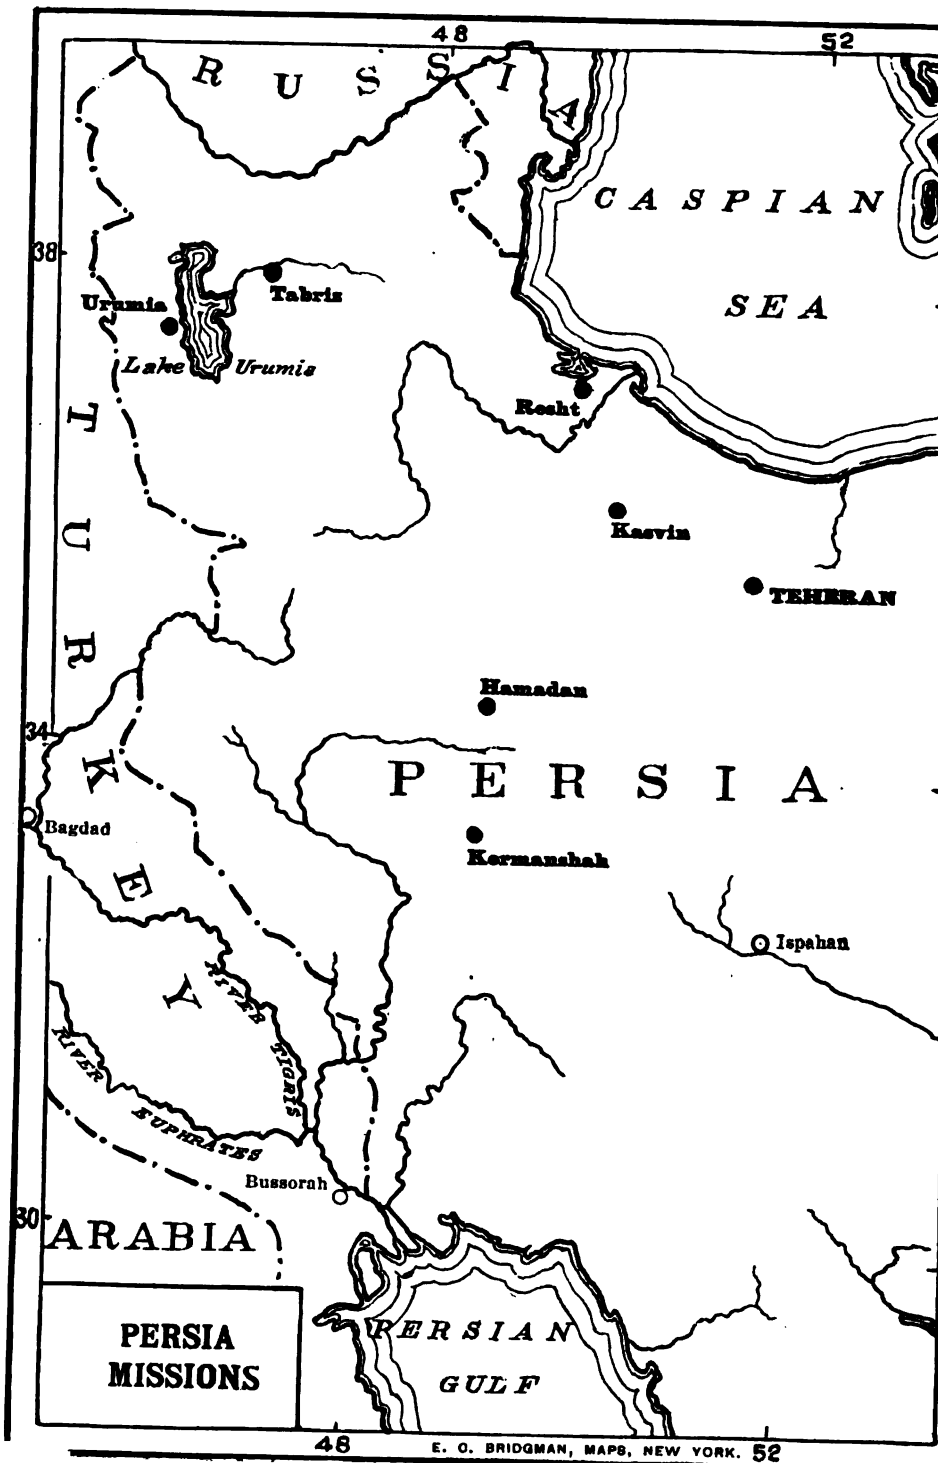 48
52
RUSSIA
CASPIAN
SEA
38
Tabriz
Urumia
Lake Urumia
Resht
TURKEY
Kasvin
TEHERAN
Hamadan
34
PERSIA
Bagdad
Kermanshah
Ispahan
RIVER TIGRIS
RIVER EUPHRATES
Bussorah
30
ARABIA
PERSIAN
GULF
PERSIA
MISSIONS
48
52
E. C. BRIDGMAN, MAPS, NEW YORK.